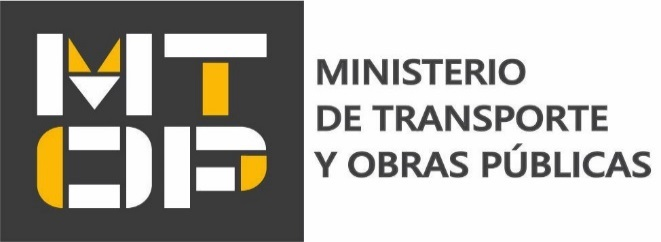 MT
OP
MINISTERIO
DE TRANSPORTE
Y OBRAS PÚBLICAS